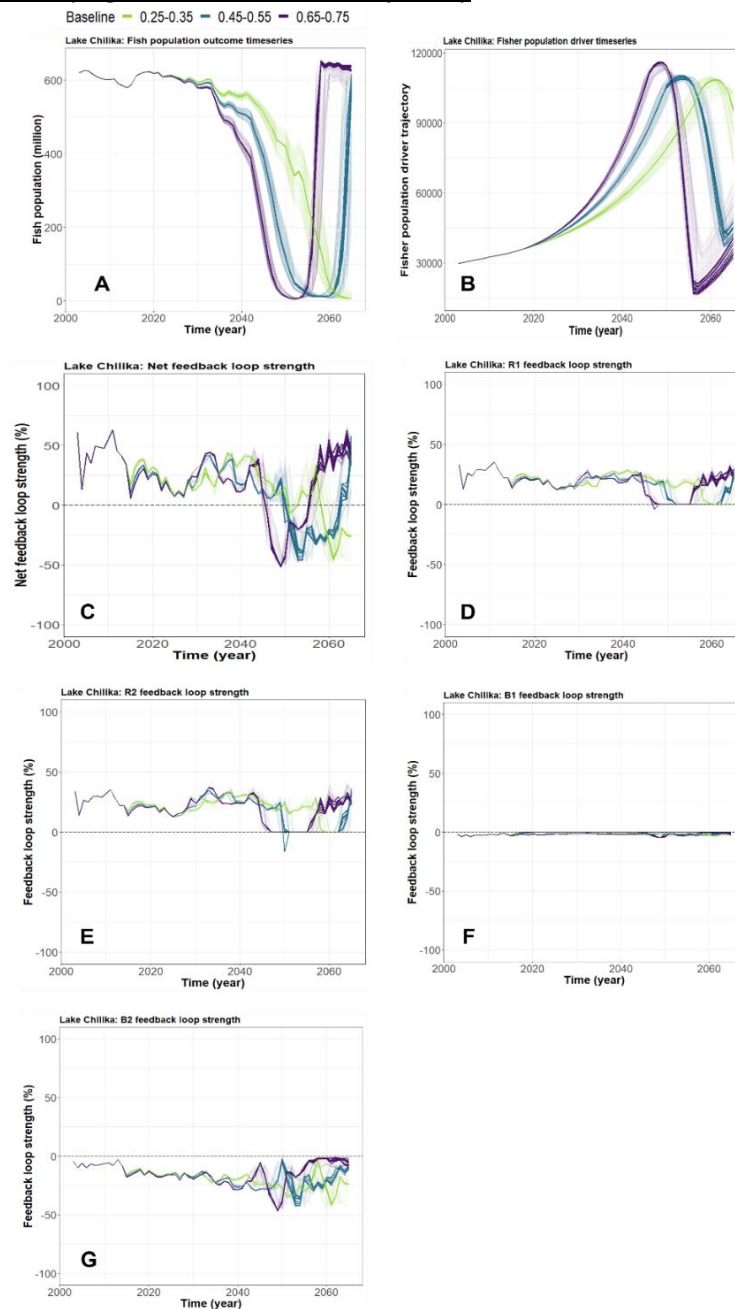 Baseline 0.25-0.35 0.45-0.55 0.65-0.75
Lake Chilika: Fish population outcome timeseries
Fish population (million)
600
400
200
0
A
2000 2020 2040 2060
Time (year)
Lake Chilika: Fisher population driver timeseries
Fisher population driver trajectory
120000
90000
60000
30000
B
2000 2020 2040 2060
Time (year)
Lake Chilika: Net feedback loop strength
Net feedback loop strength (%)
100
50
0
-50
-100
C
2000 2020 2040 2060
Time (year)
Lake Chilika: R1 feedback loop strength
Feedback loop strength (%)
100
50
0
-50
-100
D
2000 2020 2040 2060
Time (year)
Lake Chilika: R2 feedback loop strength
Feedback loop strength (%)
100
50
0
-50
-100
E
2000 2020 2040 2060
Time (year)
Lake Chilika: B1 feedback loop strength
Feedback loop strength (%)
100
50
0
-50
-100
F
2000 2020 2040 2060
Time (year)
Lake Chilika: B2 feedback loop strength
Feedback loop strength (%)
100
50
0
-50
-100
G
2000 2020 2040 2060
Time (year)